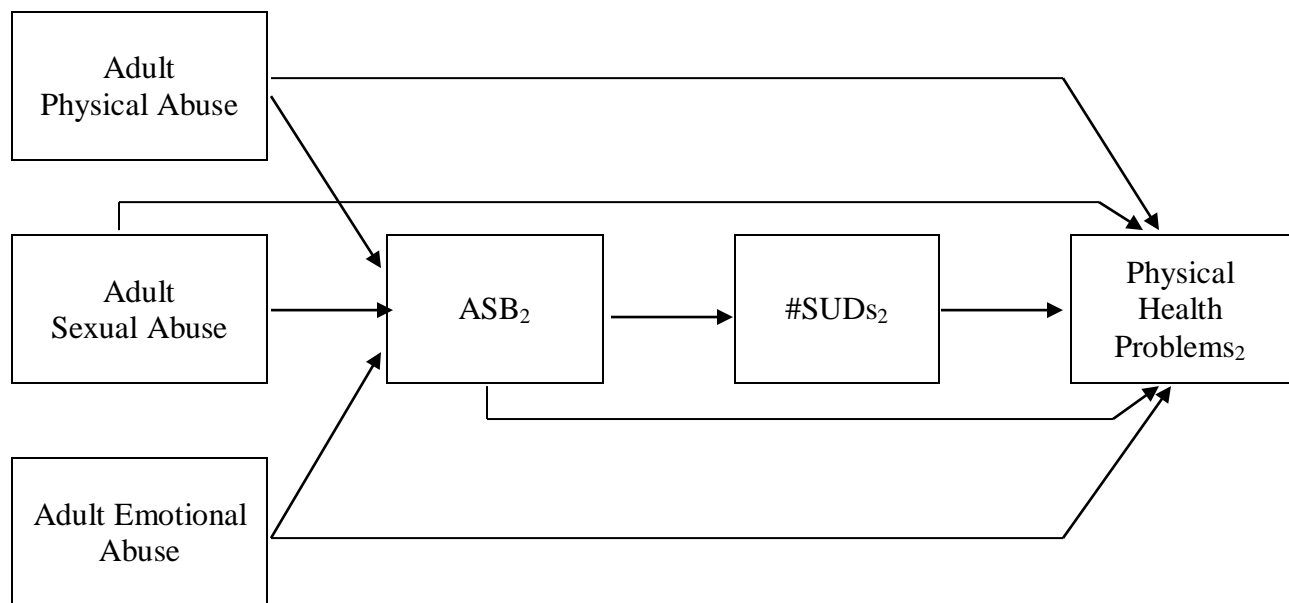 Adult
Physical Abuse
Adult
Sexual Abuse
ASB₂
#SUDs₂
Physical
Health
Problems₂
Adult Emotional
Abuse